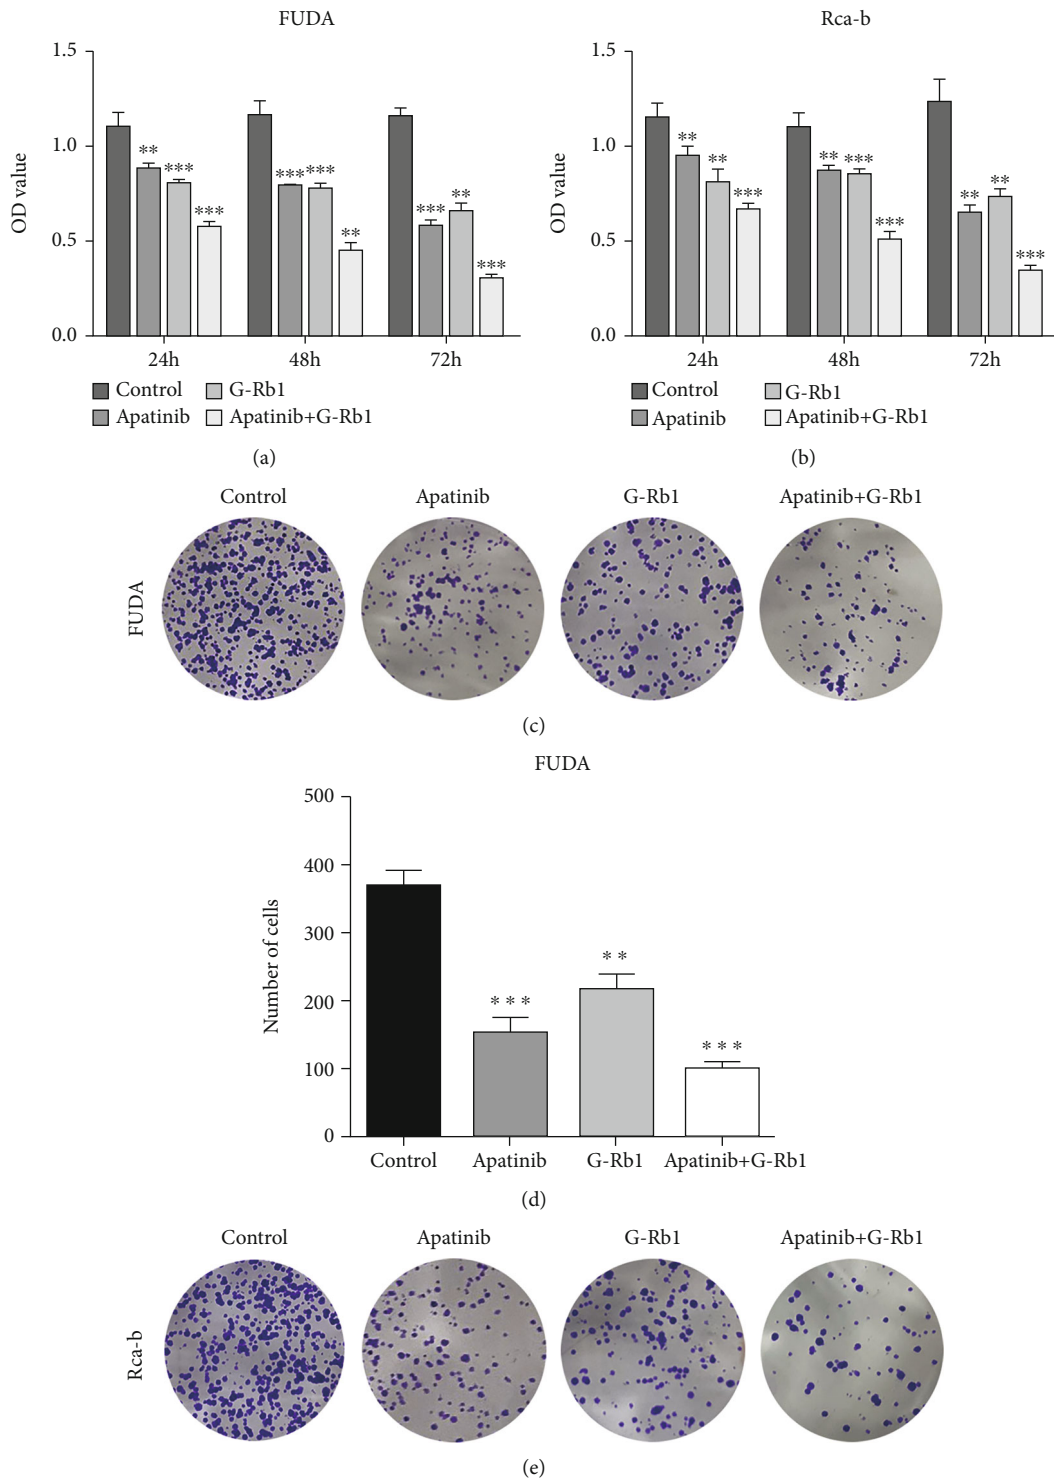 FUDA
1.5
1.0
0.5
0.0
OD value
** *** ***
*** *** **
*** ** ***
24h 48h 72h
Control G-Rb1
Apatinib Apatinib+G-Rb1
(a)
Rca-b
1.5
1.0
0.5
0.0
OD value
** ** ***
** *** ***
** ** ***
24h 48h 72h
Control G-Rb1
Apatinib Apatinib+G-Rb1
(b)
Control Apatinib G-Rb1 Apatinib+G-Rb1
FUDA
(c)
FUDA
500
400
300
200
100
0
Number of cells
***
**
***
Control Apatinib G-Rb1 Apatinib+G-Rb1
(d)
Control Apatinib G-Rb1 Apatinib+G-Rb1
Rca-b
(e)